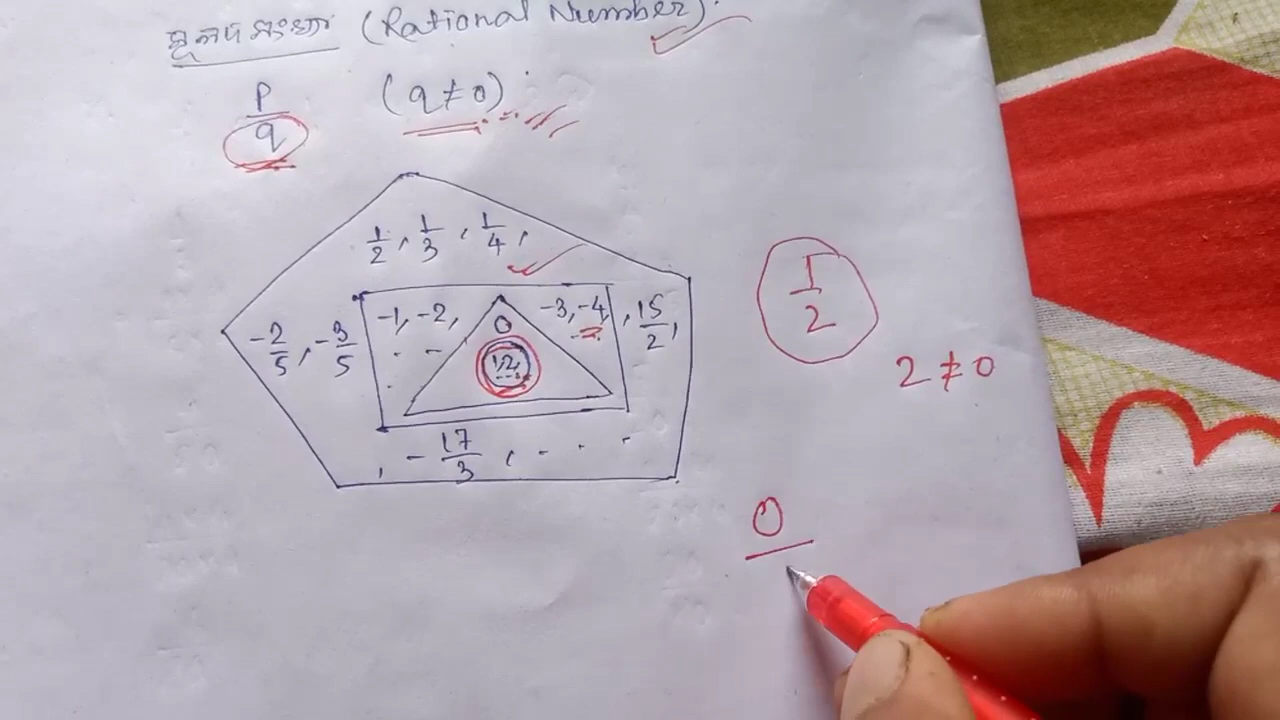 ମୂଳଦ ସଂଖ୍ୟା (Rational Number).
p/q (q ≠ 0)
1/2, 1/3, 1/4,
-2/5, -3/5
-1, -2,
0
1, 2,
-3, -4
, 15/2,
, -17/3, - . -
1/2
2 ≠ 0
0